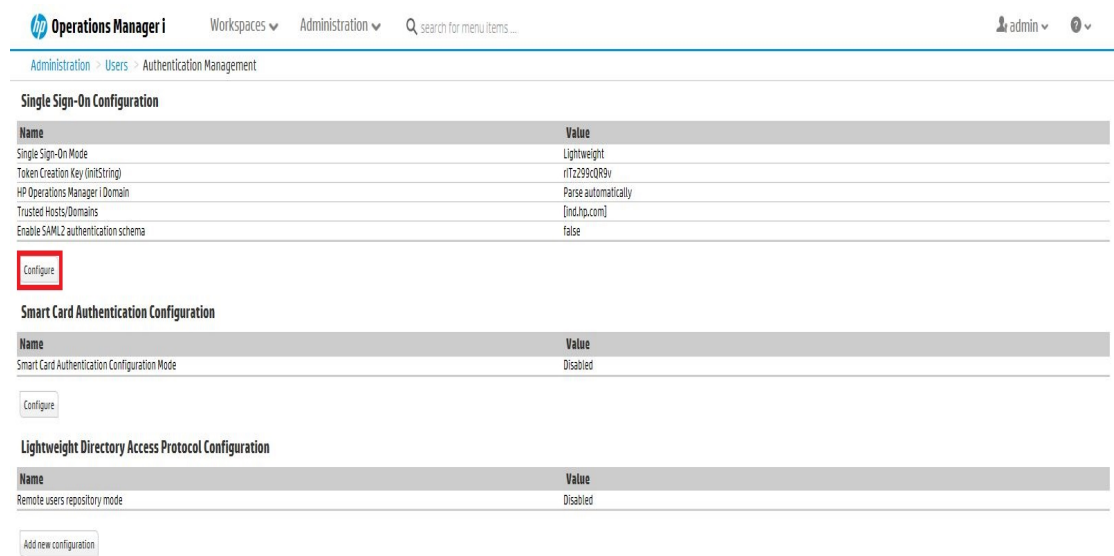 hp Operations Manager i Workspaces Administration search for menu items ... admin ?
Administration > Users > Authentication Management
Single Sign-On Configuration
Name Value
Single Sign-On Mode Lightweight
Token Creation Key (initString) rITz299cQR9v
HP Operations Manager i Domain Parse automatically
Trusted Hosts/Domains [ind.hp.com]
Enable SAML2 authentication schema false
Configure
Smart Card Authentication Configuration
Name Value
Smart Card Authentication Configuration Mode Disabled
Configure
Lightweight Directory Access Protocol Configuration
Name Value
Remote users repository mode Disabled
Add new configuration